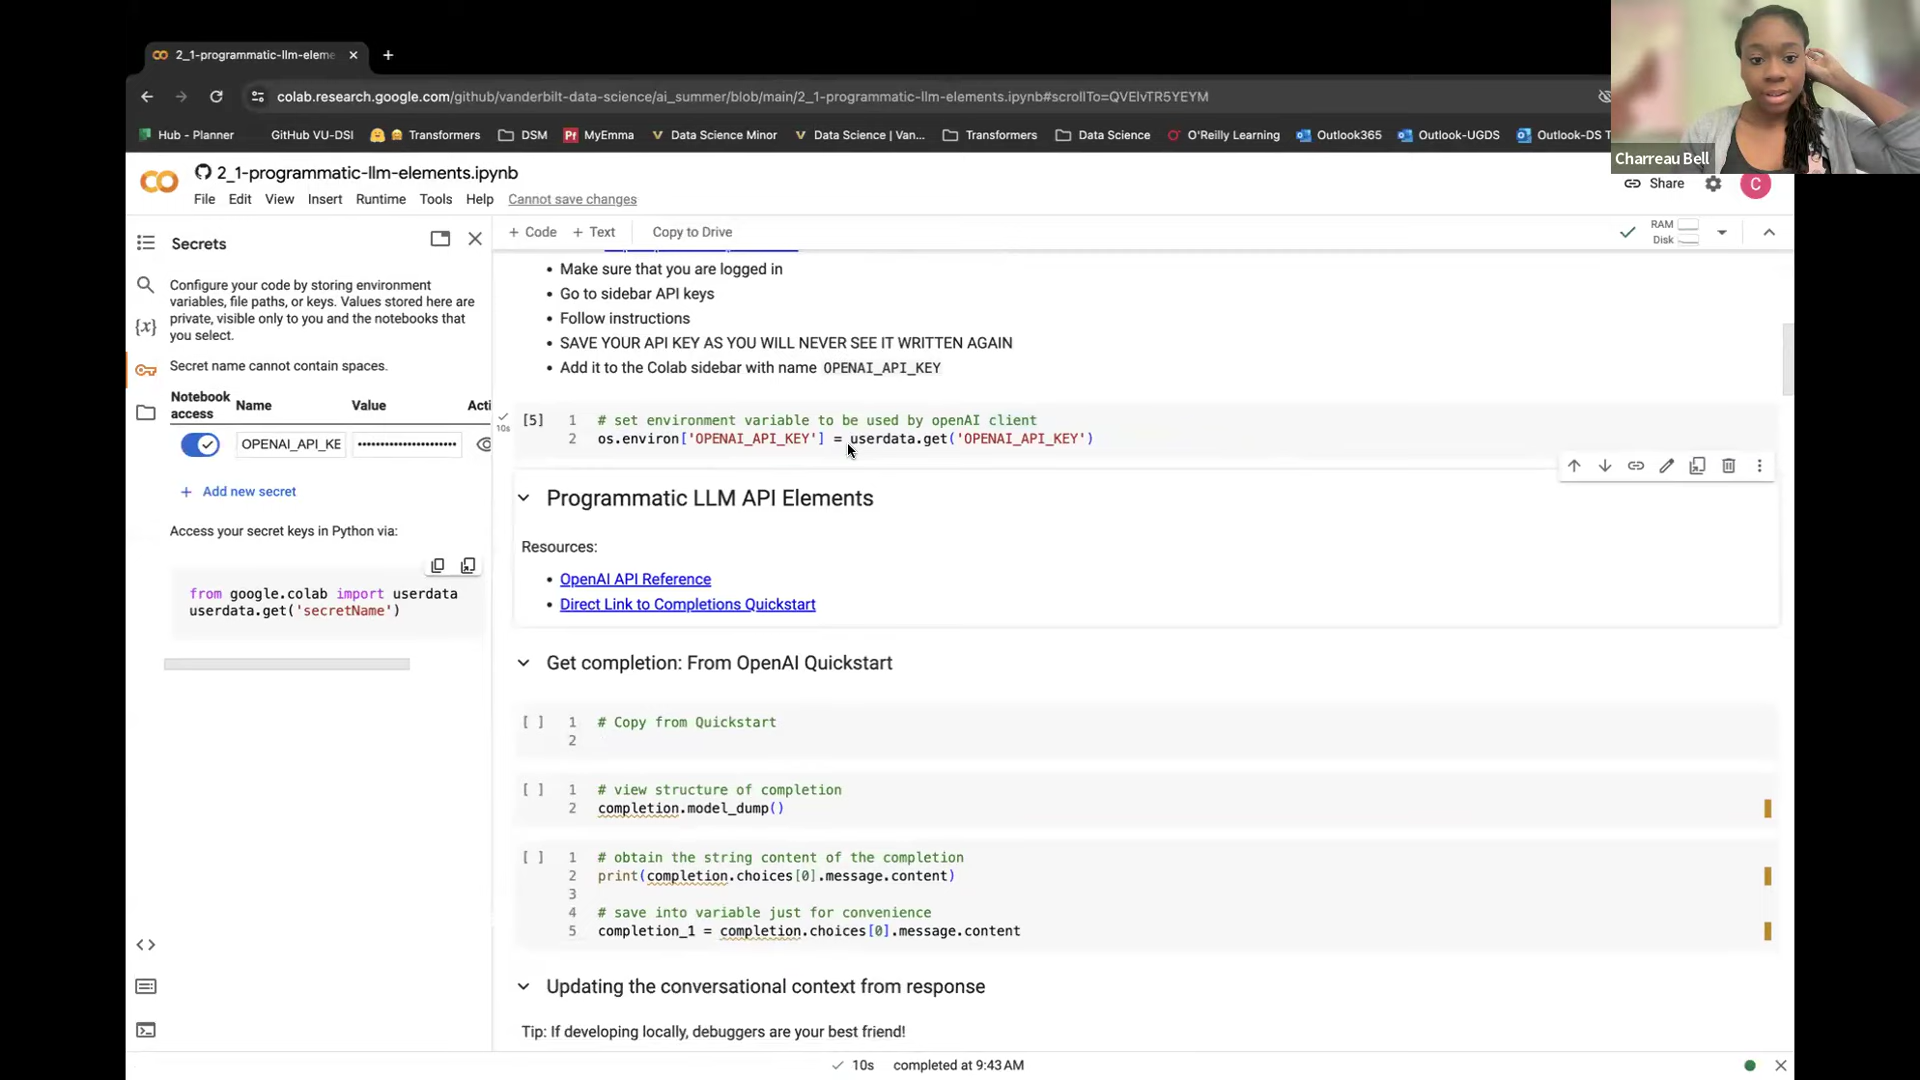 2_1-programmatic-llm-eleme
colab.research.google.com/github/vanderbilt-data-science/ai_summer/blob/main/2_1-programmatic-llm-elements.ipynb#scrollTo=QVElvTR5YEYM
Hub - Planner
GitHub VU-DSI
Transformers
DSM
MyEmma
Data Science Minor
Data Science | Van...
Transformers
Data Science
O'Reilly Learning
Outlook365
Outlook-UGDS
Outlook-DS T
Charreau Bell
2_1-programmatic-llm-elements.ipynb
File Edit View Insert Runtime Tools Help Cannot save changes
Share
C
Secrets
Configure your code by storing environment
variables, file paths, or keys. Values stored here are
private, visible only to you and the notebooks that
you select.
Secret name cannot contain spaces.
Notebook
access
Name
Value
Acti
OPENAI_API_KE
••••••••••••••••••••••
+ Add new secret
Access your secret keys in Python via:
from google.colab import userdata
userdata.get('secretName')
+ Code + Text Copy to Drive
RAM
Disk
• Make sure that you are logged in
• Go to sidebar API keys
• Follow instructions
• SAVE YOUR API KEY AS YOU WILL NEVER SEE IT WRITTEN AGAIN
• Add it to the Colab sidebar with name OPENAI_API_KEY
[5]
10s
1 # set environment variable to be used by openAI client
2 os.environ['OPENAI_API_KEY'] = userdata.get('OPENAI_API_KEY')
Programmatic LLM API Elements
Resources:
• OpenAI API Reference
• Direct Link to Completions Quickstart
Get completion: From OpenAI Quickstart
[ ] 1 # Copy from Quickstart
2
[ ] 1 # view structure of completion
2 completion.model_dump()
[ ] 1 # obtain the string content of the completion
2 print(completion.choices[0].message.content)
3
4 # save into variable just for convenience
5 completion_1 = completion.choices[0].message.content
Updating the conversational context from response
Tip: If developing locally, debuggers are your best friend!
10s completed at 9:43 AM